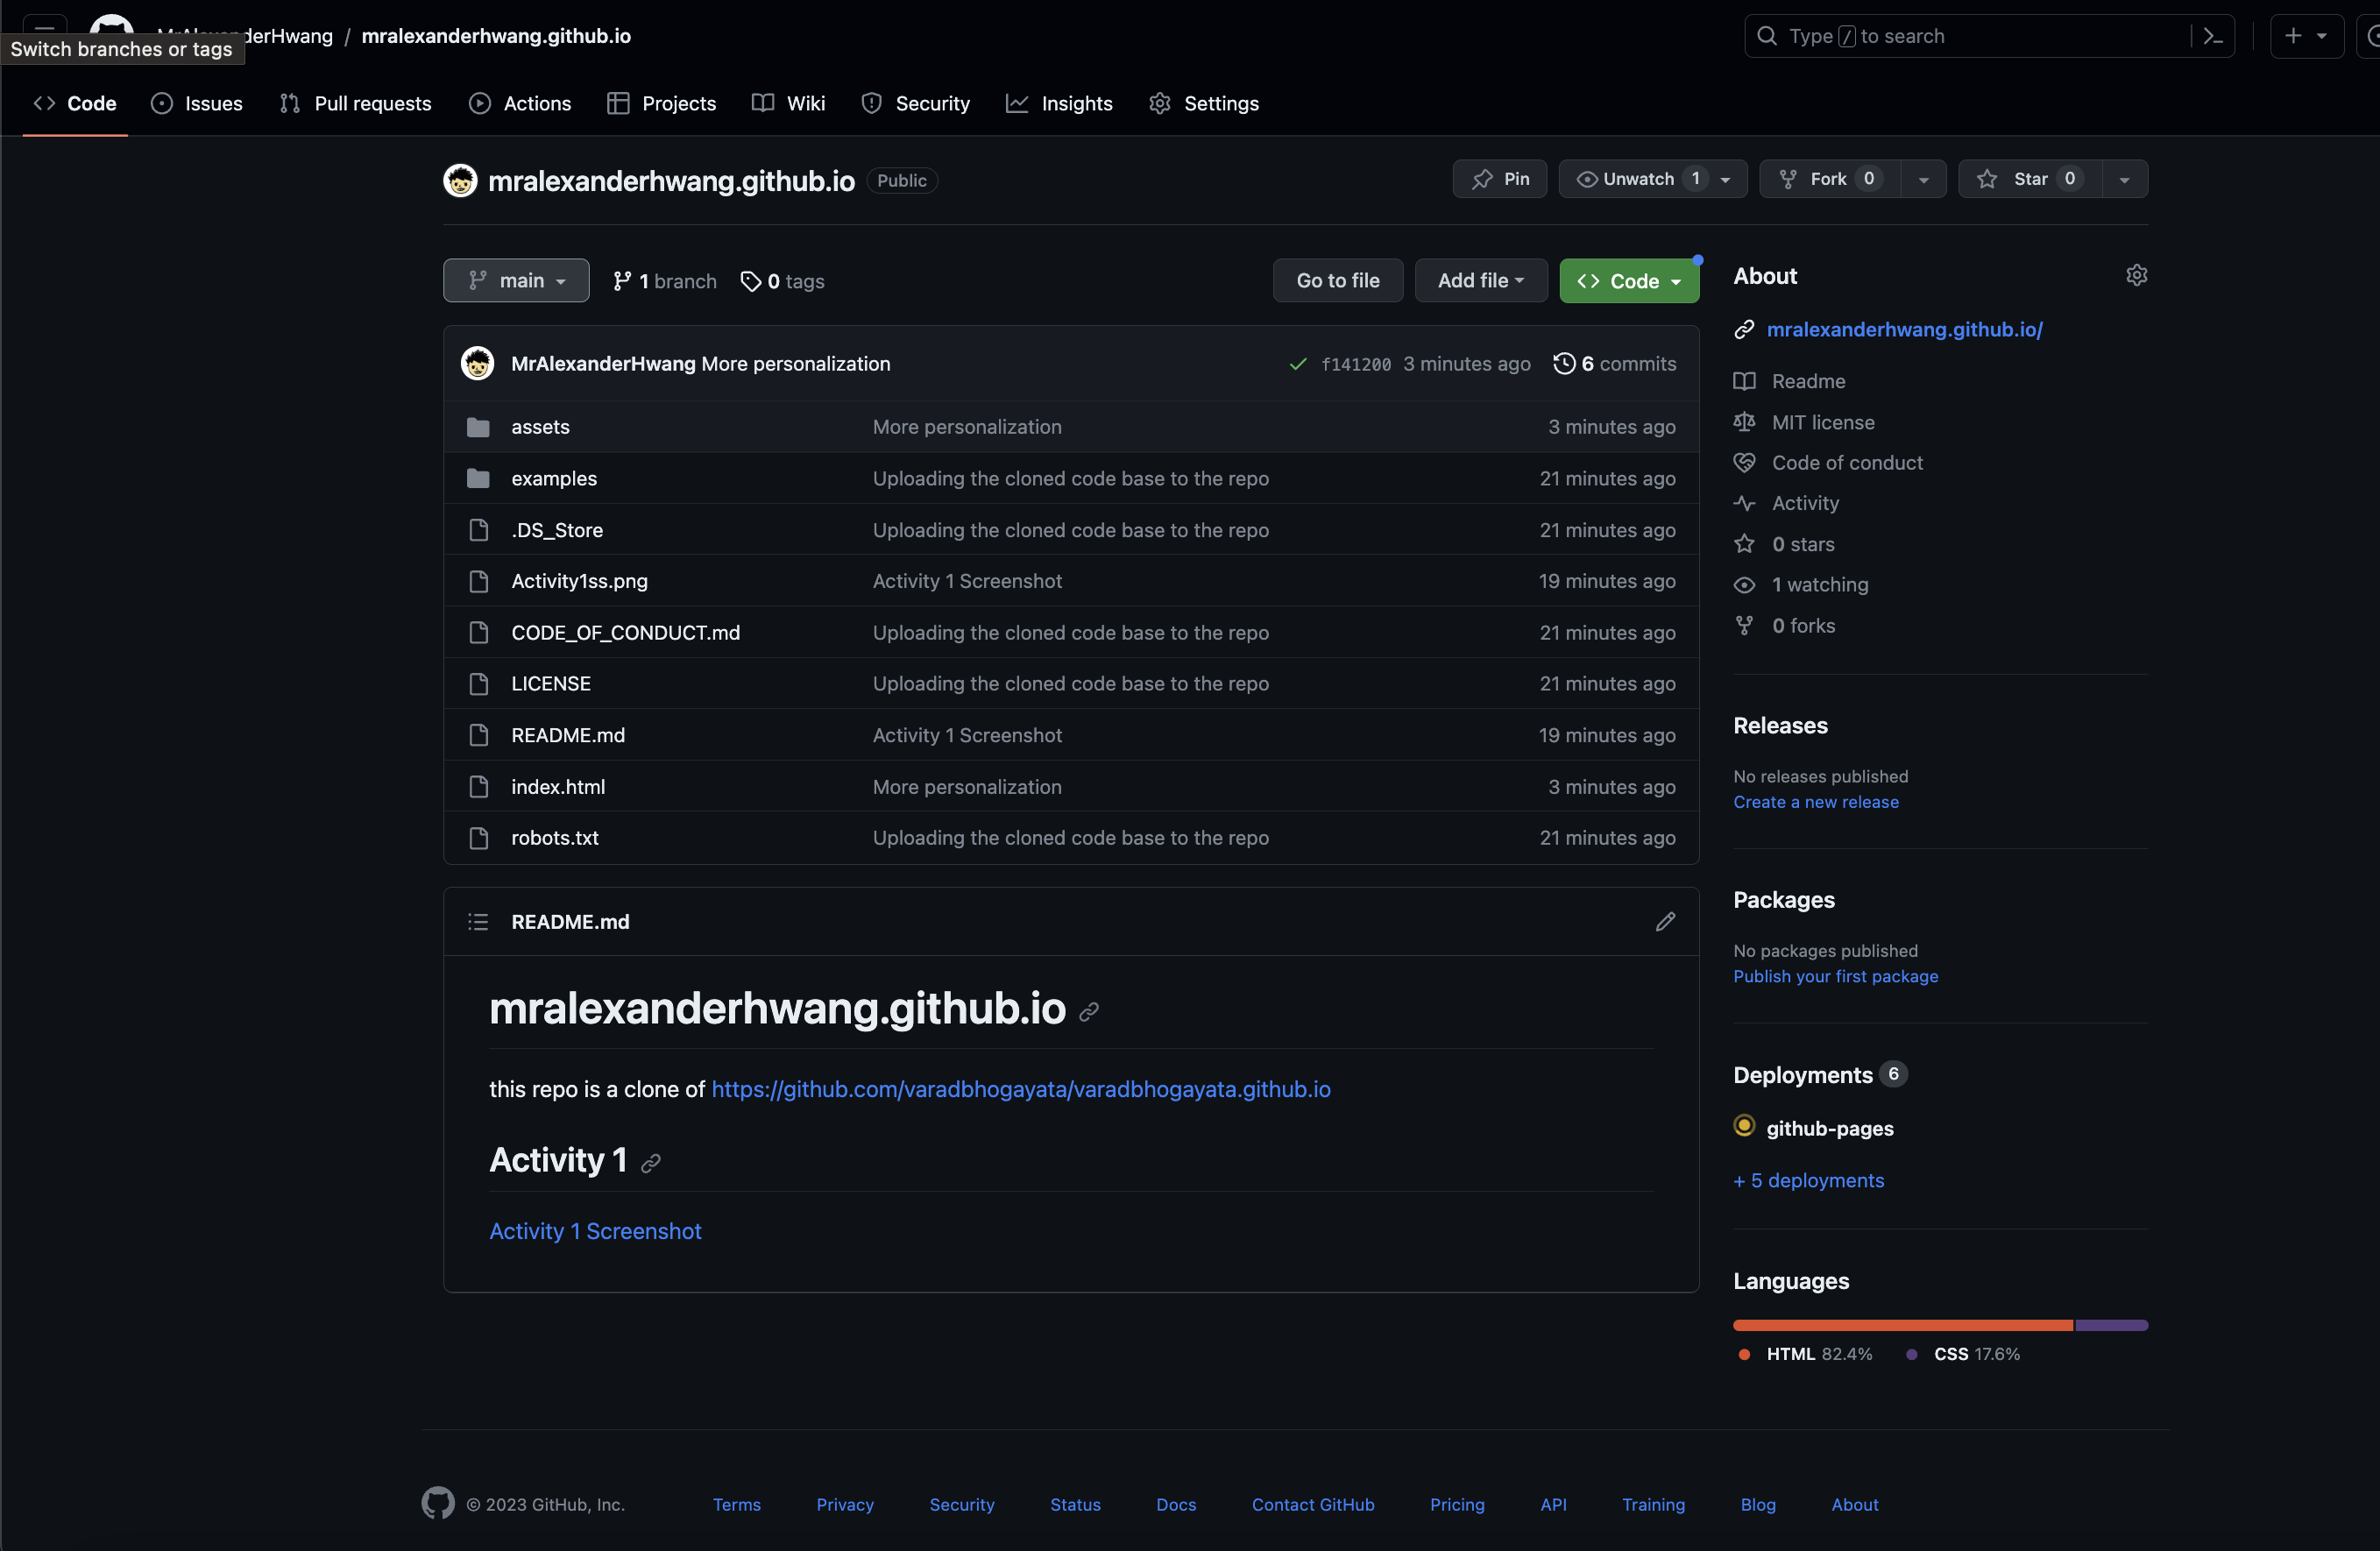 MrAlexanderHwang / mralexanderhwang.github.io
Type / to search
Switch branches or tags
Code Issues Pull requests Actions Projects Wiki Security Insights Settings
mralexanderhwang.github.io Public
Pin Unwatch 1 Fork 0 Star 0
main 1 branch 0 tags Go to file Add file Code
MrAlexanderHwang More personalization f141200 3 minutes ago 6 commits
assets More personalization 3 minutes ago
examples Uploading the cloned code base to the repo 21 minutes ago
.DS_Store Uploading the cloned code base to the repo 21 minutes ago
Activity1ss.png Activity 1 Screenshot 19 minutes ago
CODE_OF_CONDUCT.md Uploading the cloned code base to the repo 21 minutes ago
LICENSE Uploading the cloned code base to the repo 21 minutes ago
README.md Activity 1 Screenshot 19 minutes ago
index.html More personalization 3 minutes ago
robots.txt Uploading the cloned code base to the repo 21 minutes ago
README.md
mralexanderhwang.github.io
this repo is a clone of https://github.com/varadbhogayata/varadbhogayata.github.io
Activity 1
Activity 1 Screenshot
About
mralexanderhwang.github.io/
Readme
MIT license
Code of conduct
Activity
0 stars
1 watching
0 forks
Releases
No releases published
Create a new release
Packages
No packages published
Publish your first package
Deployments 6
github-pages
+ 5 deployments
Languages
HTML 82.4% CSS 17.6%
© 2023 GitHub, Inc. Terms Privacy Security Status Docs Contact GitHub Pricing API Training Blog About